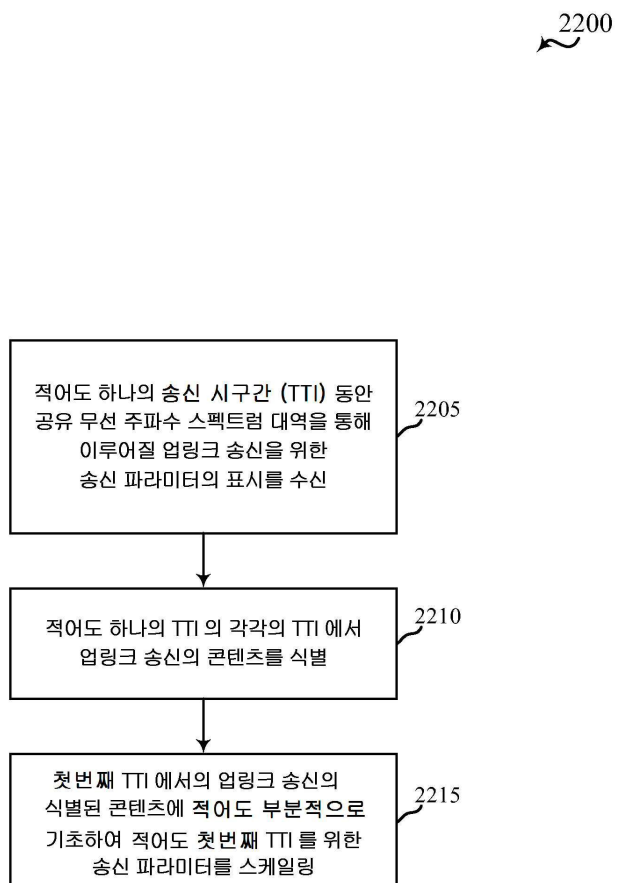 2200
적어도 하나의 송신 시구간 (TTI) 동안
공유 무선 주파수 스펙트럼 대역을 통해
이루어질 업링크 송신을 위한
송신 파라미터의 표시를 수신
2205
적어도 하나의 TTI 의 각각의 TTI 에서
업링크 송신의 콘텐츠를 식별
2210
첫번째 TTI 에서의 업링크 송신의
식별된 콘텐츠에 적어도 부분적으로
기초하여 적어도 첫번째 TTI 를 위한
송신 파라미터를 스케일링
2215